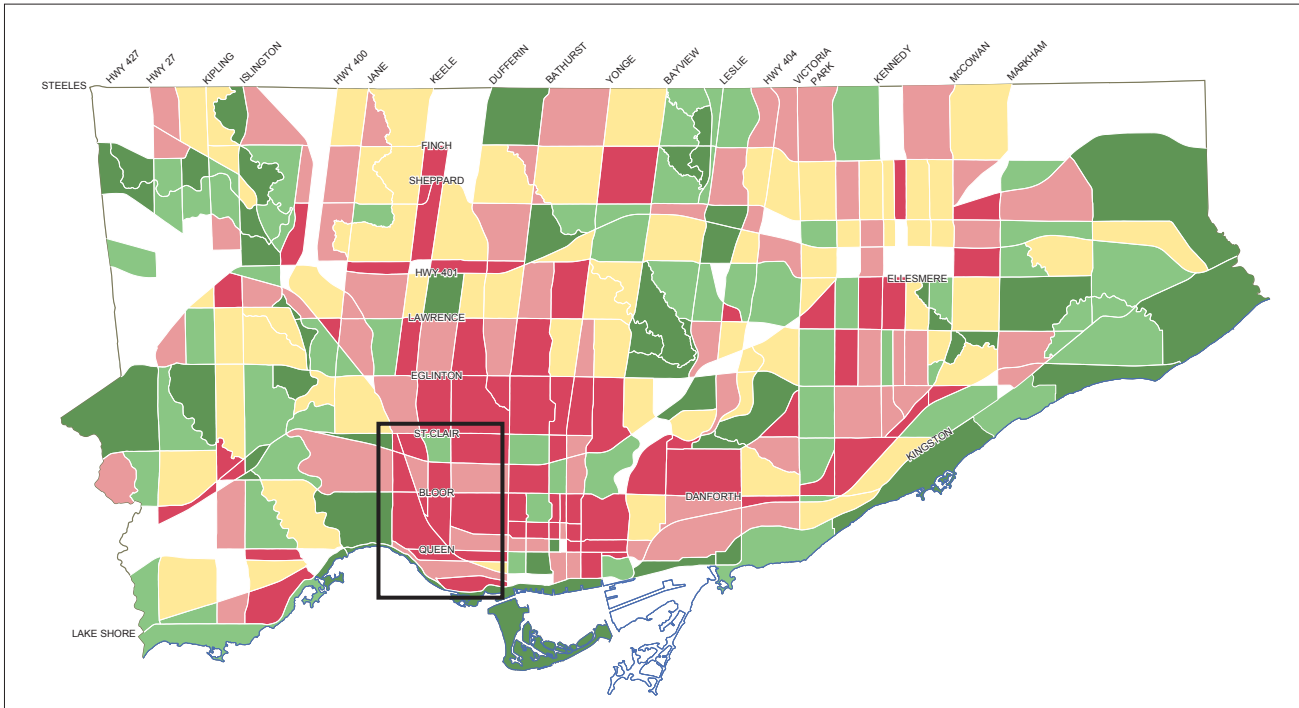 HWY 427
HWY 27
KIPLING
ISLINGTON
HWY 400
JANE
KEELE
DUFFERIN
BATHURST
YONGE
BAYVIEW
LESLIE
HWY 404
VICTORIA
PARK
KENNEDY
McCOWAN
MARKHAM
STEELES
FINCH
SHEPPARD
HWY 401
ELLESMERE
LAWRENCE
EGLINTON
ST.CLAIR
KINGSTON
BLOOR
DANFORTH
QUEEN
LAKE SHORE